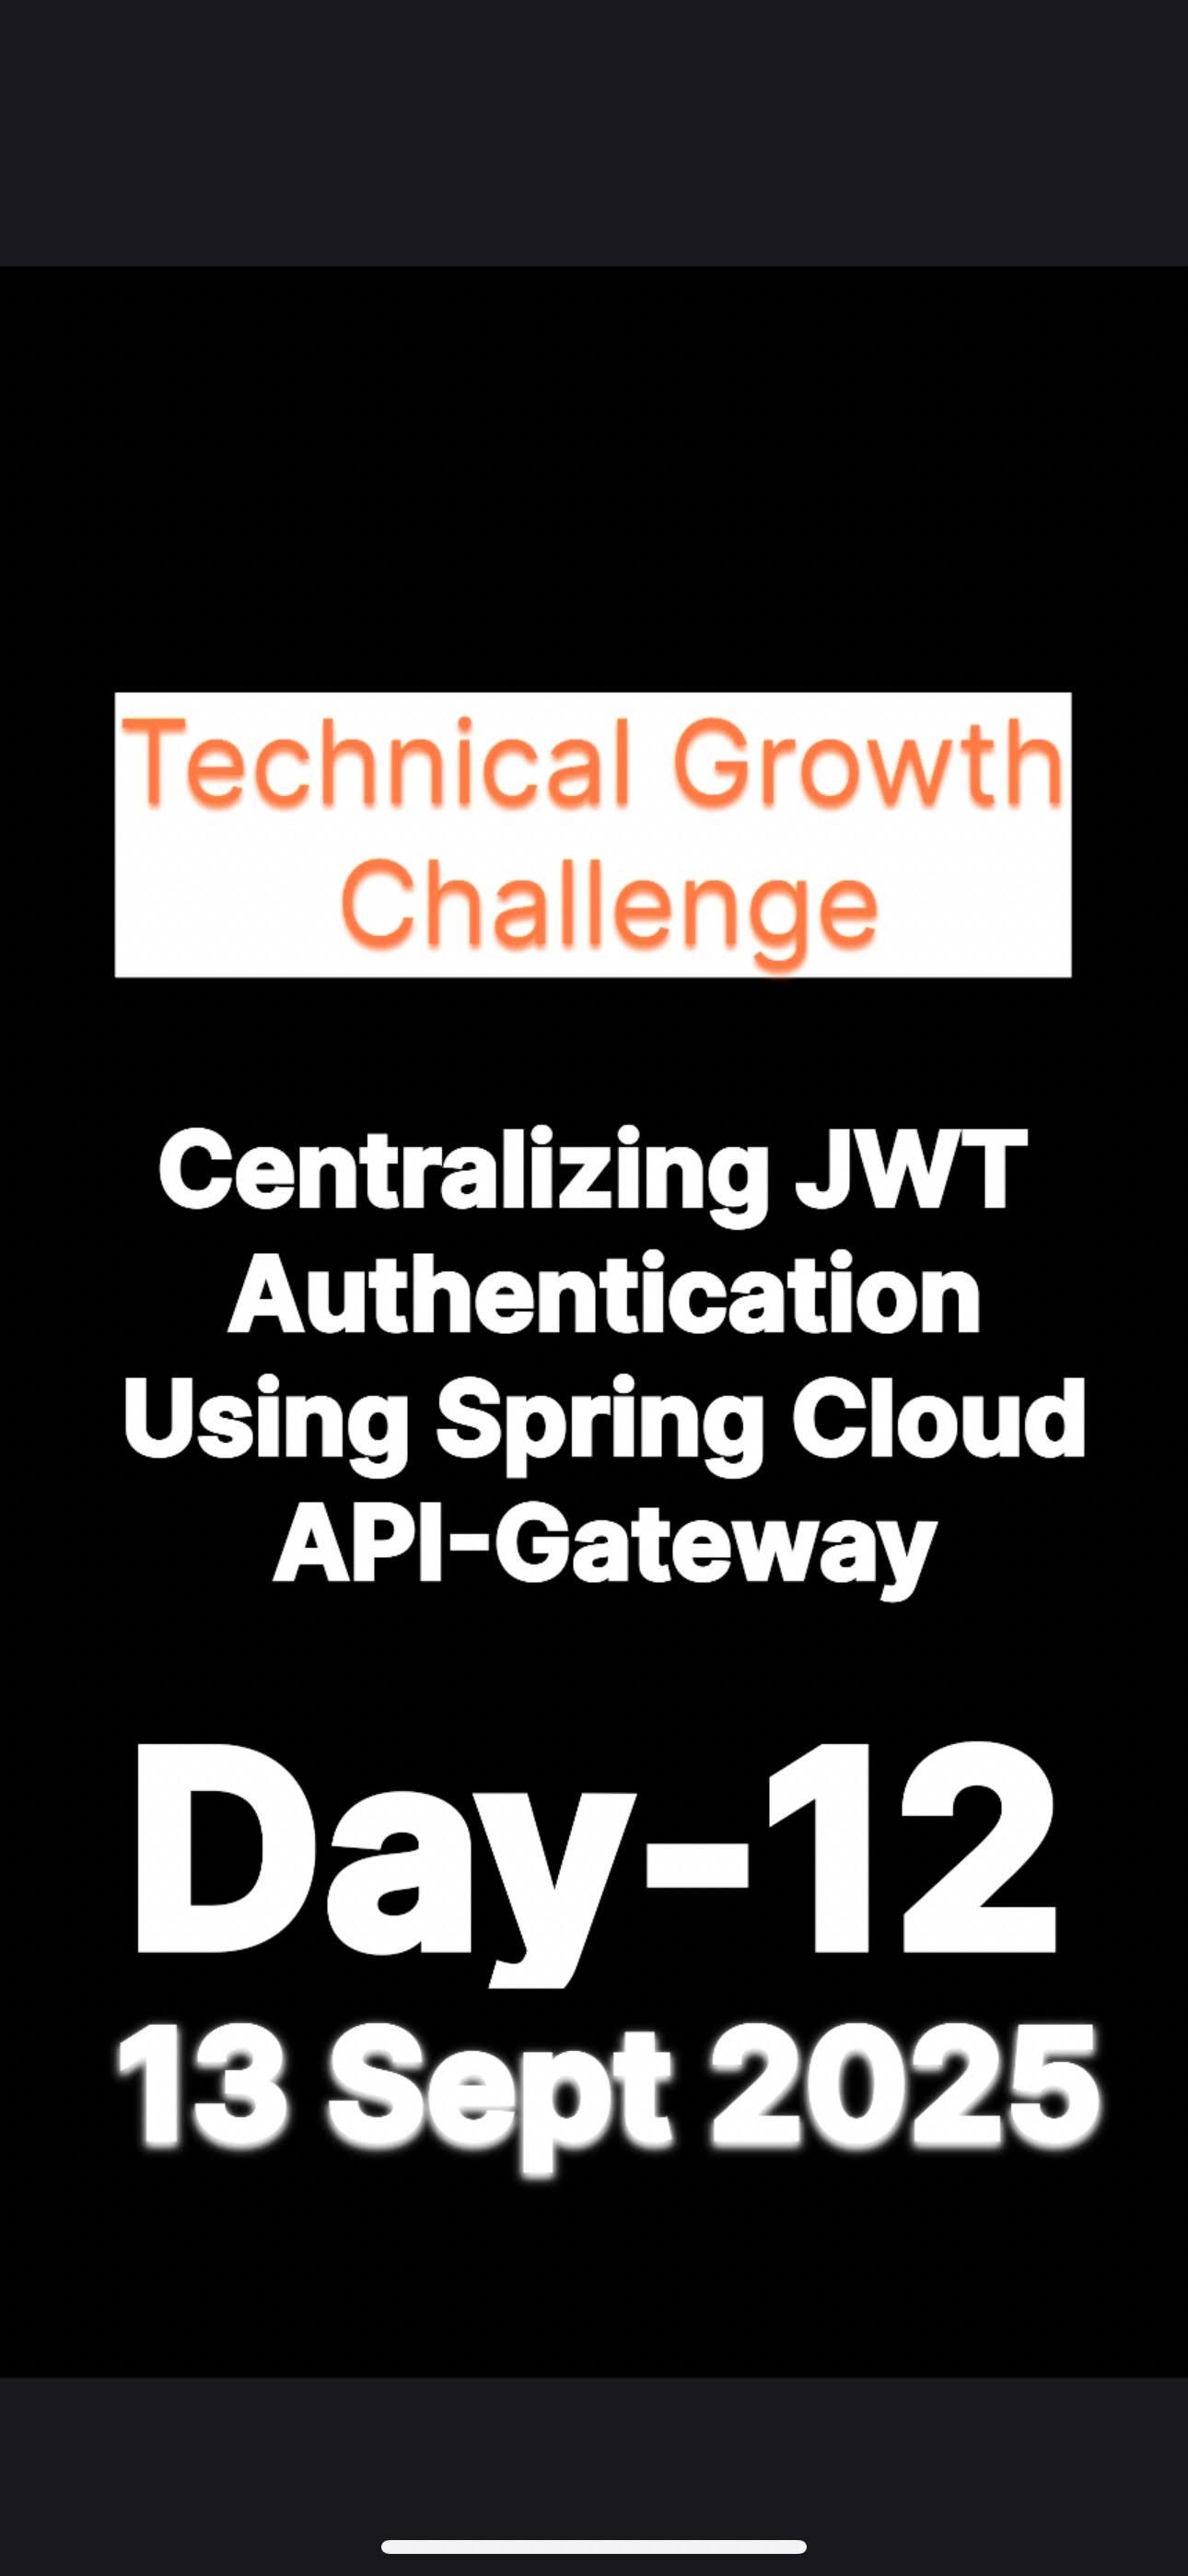 Technical Growth
Challenge
Centralizing JWT
Authentication
Using Spring Cloud
API-Gateway
Day-12
13 Sept 2025